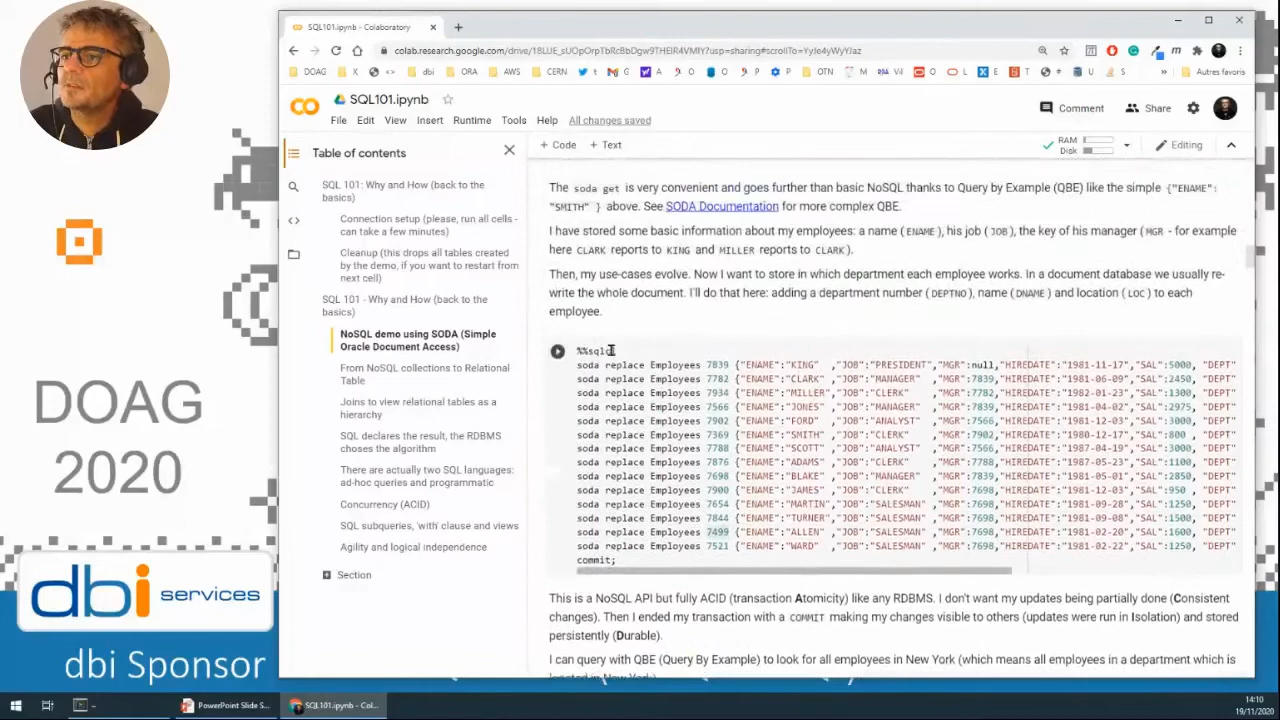 SQL101.ipynb - Colaboratory
colab.research.google.com/drive/18LUE_sUOpOrpTbRcBbDgw9THElR4VMIY?usp=sharing#scrollTo=YyJe4yWyYJaz
DOAG X <> dbi ORA AWS CERN t G A O O O P OTN M Vil O L E T # U S » Autres favoris
SQL101.ipynb
Comment Share
File Edit View Insert Runtime Tools Help All changes saved
Table of contents
+ Code + Text
RAM
Disk
Editing
SQL 101: Why and How (back to the
basics)
Connection setup (please, run all cells -
can take a few minutes)
Cleanup (this drops all tables created
by the demo, if you want to restart from
next cell)
SQL 101 - Why and How (back to the
basics)
NoSQL demo using SODA (Simple
Oracle Document Access)
From NoSQL collections to Relational
Table
Joins to view relational tables as a
hierarchy
SQL declares the result, the RDBMS
choses the algorithm
There are actually two SQL languages:
ad-hoc queries and programmatic
Concurrency (ACID)
SQL subqueries, 'with' clause and views
Agility and logical independence
Section
The soda get is very convenient and goes further than basic NoSQL thanks to Query by Example (QBE) like the simple {"ENAME":
"SMITH" } above. See SODA Documentation for more complex QBE.
I have stored some basic information about my employees: a name (ENAME), his job (JOB), the key of his manager (MGR - for example
here CLARK reports to KING and MILLER reports to CLARK).
Then, my use-cases evolve. Now I want to store in which department each employee works. In a document database we usually re-
write the whole document. I'll do that here: adding a department number (DEPTNO), name (DNAME) and location (LOC) to each
employee.
%%sqlcl
soda replace Employees 7839 {"ENAME":"KING" ,"JOB":"PRESIDENT","MGR":null,"HIREDATE":"1981-11-17","SAL":5000, "DEPT"
soda replace Employees 7782 {"ENAME":"CLARK" ,"JOB":"MANAGER" ,"MGR":7839,"HIREDATE":"1981-06-09","SAL":2450, "DEPT"
soda replace Employees 7934 {"ENAME":"MILLER","JOB":"CLERK" ,"MGR":7782,"HIREDATE":"1982-01-23","SAL":1300, "DEPT"
soda replace Employees 7566 {"ENAME":"JONES" ,"JOB":"MANAGER" ,"MGR":7839,"HIREDATE":"1981-04-02","SAL":2975, "DEPT"
soda replace Employees 7902 {"ENAME":"FORD" ,"JOB":"ANALYST" ,"MGR":7566,"HIREDATE":"1981-12-03","SAL":3000, "DEPT"
soda replace Employees 7369 {"ENAME":"SMITH" ,"JOB":"CLERK" ,"MGR":7902,"HIREDATE":"1980-12-17","SAL":800 , "DEPT"
soda replace Employees 7788 {"ENAME":"SCOTT" ,"JOB":"ANALYST" ,"MGR":7566,"HIREDATE":"1987-04-19","SAL":3000, "DEPT"
soda replace Employees 7876 {"ENAME":"ADAMS" ,"JOB":"CLERK" ,"MGR":7788,"HIREDATE":"1987-05-23","SAL":1100, "DEPT"
soda replace Employees 7698 {"ENAME":"BLAKE" ,"JOB":"MANAGER" ,"MGR":7839,"HIREDATE":"1981-05-01","SAL":2850, "DEPT"
soda replace Employees 7900 {"ENAME":"JAMES" ,"JOB":"CLERK" ,"MGR":7698,"HIREDATE":"1981-12-03","SAL":950 , "DEPT"
soda replace Employees 7654 {"ENAME":"MARTIN","JOB":"SALESMAN" ,"MGR":7698,"HIREDATE":"1981-09-28","SAL":1250, "DEPT"
soda replace Employees 7844 {"ENAME":"TURNER","JOB":"SALESMAN" ,"MGR":7698,"HIREDATE":"1981-09-08","SAL":1500, "DEPT"
soda replace Employees 7499 {"ENAME":"ALLEN" ,"JOB":"SALESMAN" ,"MGR":7698,"HIREDATE":"1981-02-20","SAL":1600, "DEPT"
soda replace Employees 7521 {"ENAME":"WARD" ,"JOB":"SALESMAN" ,"MGR":7698,"HIREDATE":"1981-02-22","SAL":1250, "DEPT"
commit;
This is a NoSQL API but fully ACID (transaction Atomicity) like any RDBMS. I don't want my updates being partially done (Consistent
changes). Then I ended my transaction with a COMMIT making my changes visible to others (updates were run in Isolation) and stored
persistently (Durable).
I can query with QBE (Query By Example) to look for all employees in New York (which means all employees in a department which is
located in New York)
DOAG
2020
dbi services
dbi Sponsor
PowerPoint Slide S...
SQL101.ipynb - Col...
14:10
19/11/2020